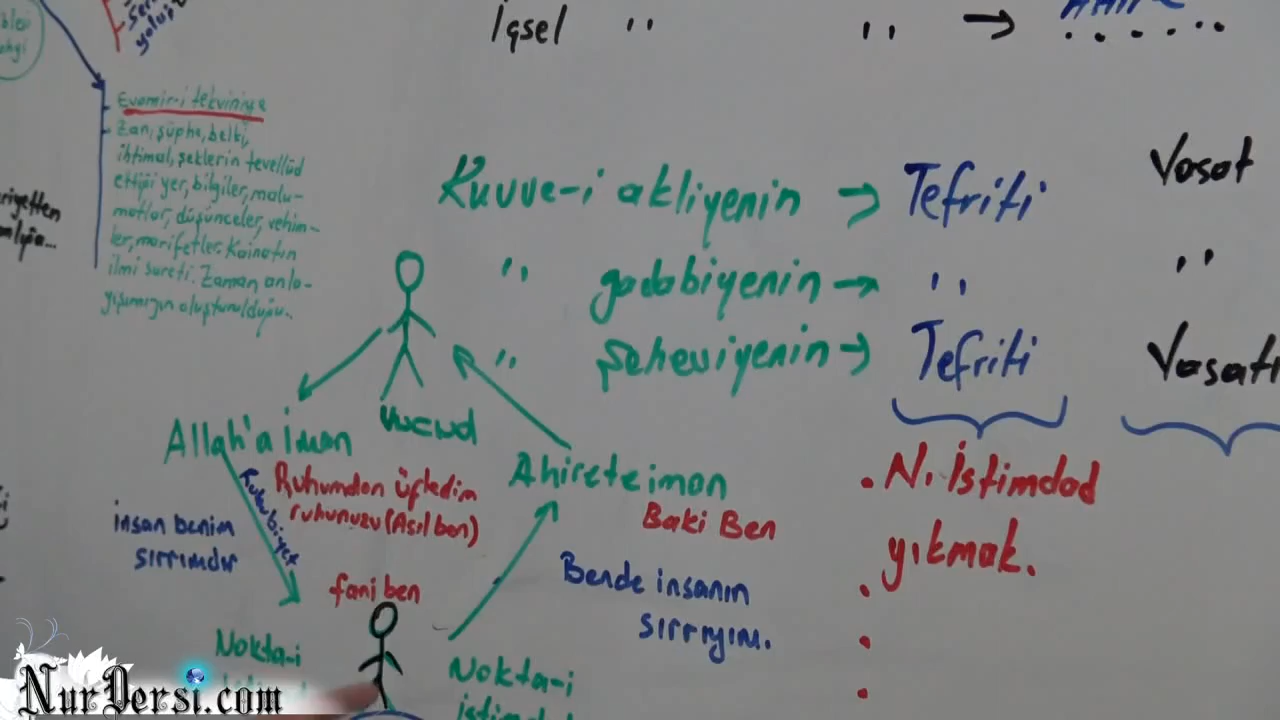 İçsel " " →
Evamir-i tekviniye
Zan, şüphe, belki,
ihtimal, şeklerin tevellüd
ettiği yer, bilgiler, malu-
matlar, düşünceler, vehim-
ler, marifetler. Kainatın
ilmi sureti. Zaman anla-
yışımızın oluşturulduğu..
Kuvve-i akliyenin → Tefriti Vasat
" gadabiyenin → " "
" şeheviyenin → Tefriti Vasatı
vucud
Allah'a iman
Ahirete iman
Ruhumdan üfledim
ruhunuzu (Asıl ben)
Baki Ben
insan benim
sırrımdır
fani ben
Bende insanın
sırrıyım.
. N. İstimdad
yıkmak.
Nokta-i
Nokta-i
istimdad
NurDersi.com